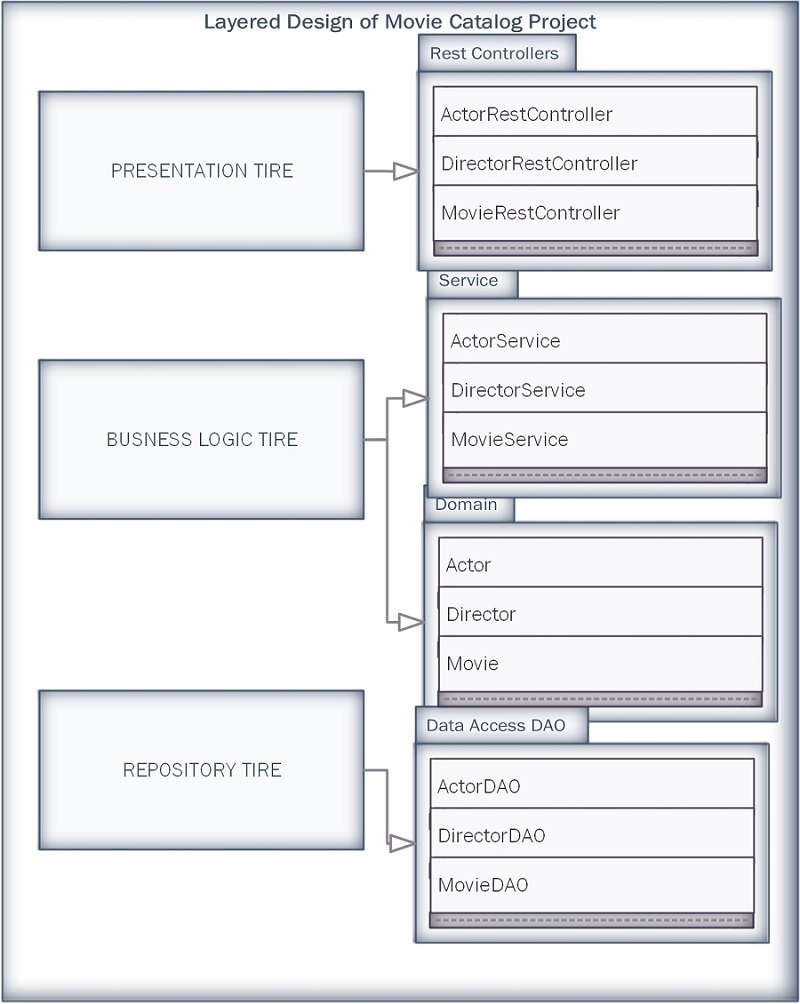 Layered Design of Movie Catalog Project
Rest Controllers
PRESENTATION TIRE
ActorRestController
DirectorRestController
MovieRestController
Service
BUSNESS LOGIC TIRE
ActorService
DirectorService
MovieService
Domain
Actor
Director
Movie
REPOSITORY TIRE
Data Access DAO
ActorDAO
DirectorDAO
MovieDAO